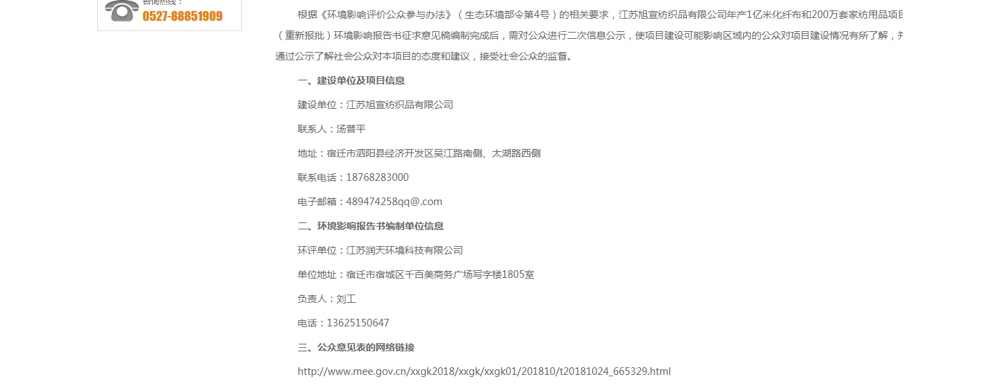 咨询热线：
0527-88851909
根据《环境影响评价公众参与办法》（生态环境部令第4号）的相关要求，江苏旭宣纺织品有限公司年产1亿米化纤布和200万套家纺用品项目
（重新报批）环境影响报告书征求意见稿编制完成后，需对公众进行二次信息公示，使项目建设可能影响区域内的公众对项目建设情况有所了解，并
通过公示了解社会公众对本项目的态度和建议，接受社会公众的监督。
一、建设单位及项目信息
建设单位：江苏旭宣纺织品有限公司
联系人：汤普平
地址：宿迁市泗阳县经济开发区吴江路南侧、太湖路西侧
联系电话：18768283000
电子邮箱：489474258qq@.com
二、环境影响报告书编制单位信息
环评单位：江苏润天环境科技有限公司
单位地址：宿迁市宿城区千百美商务广场写字楼1805室
负责人：刘工
电话：13625150647
三、公众意见表的网络链接
http://www.mee.gov.cn/xxgk2018/xxgk/xxgk01/201810/t20181024_665329.html